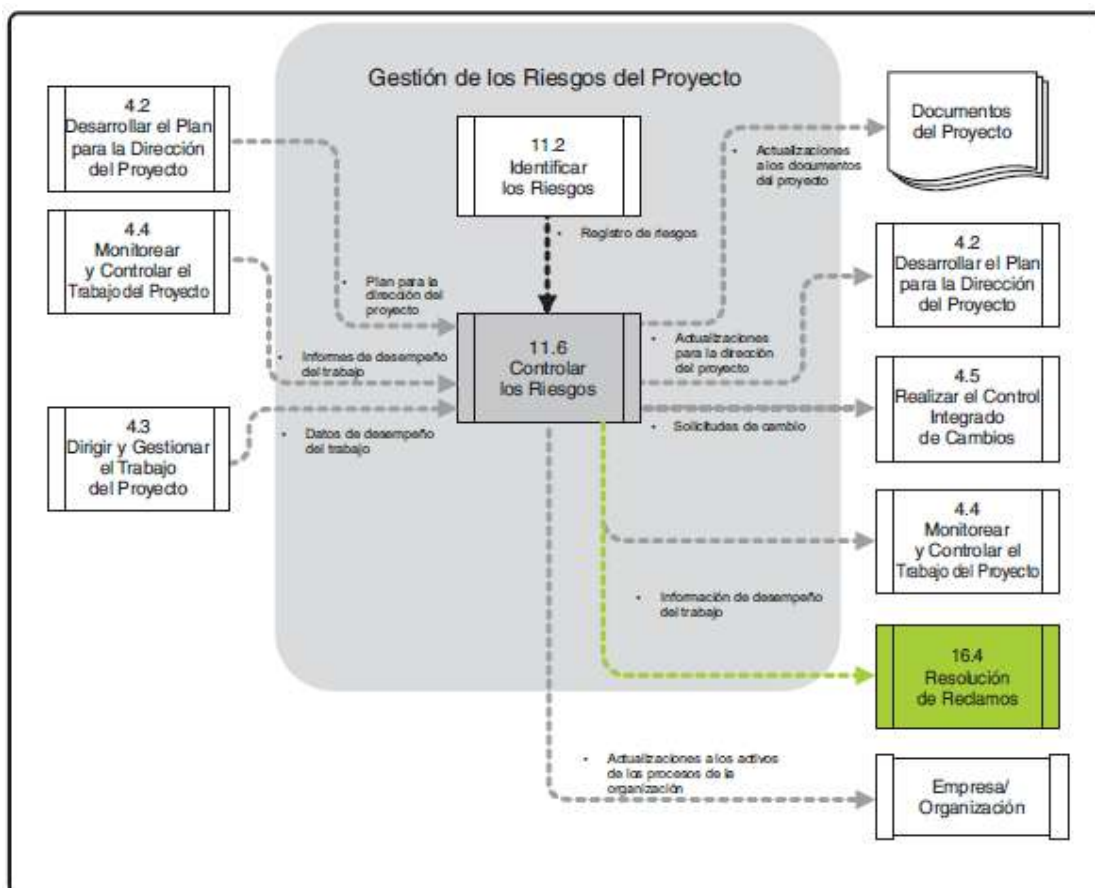 Gestión de los Riesgos del Proyecto
4.2
Desarrollar el Plan
para la Dirección
del Proyecto
4.4
Monitorear
y Controlar el
Trabajo del Proyecto
4.3
Dirigir y Gestionar
el Trabajo
del Proyecto
11.2
Identificar
los Riesgos
• Registro de riesgos
• Plan para la
dirección del
proyecto
• Informes de desempeño
del trabajo
• Datos de desempeño
del trabajo
11.6
Controlar
los Riesgos
• Actualizaciones
a los documentos
del proyecto
• Actualizaciones
para la dirección
del proyecto
• Solicitudes de cambio
• Información de desempeño
del trabajo
• Actualizaciones a los activos
de los procesos de la
organización
Documentos
del Proyecto
4.2
Desarrollar el Plan
para la Dirección
del Proyecto
4.5
Realizar el Control
Integrado
de Cambios
4.4
Monitorear
y Controlar el
Trabajo del Proyecto
16.4
Resolución
de Reclamos
Empresa/
Organización